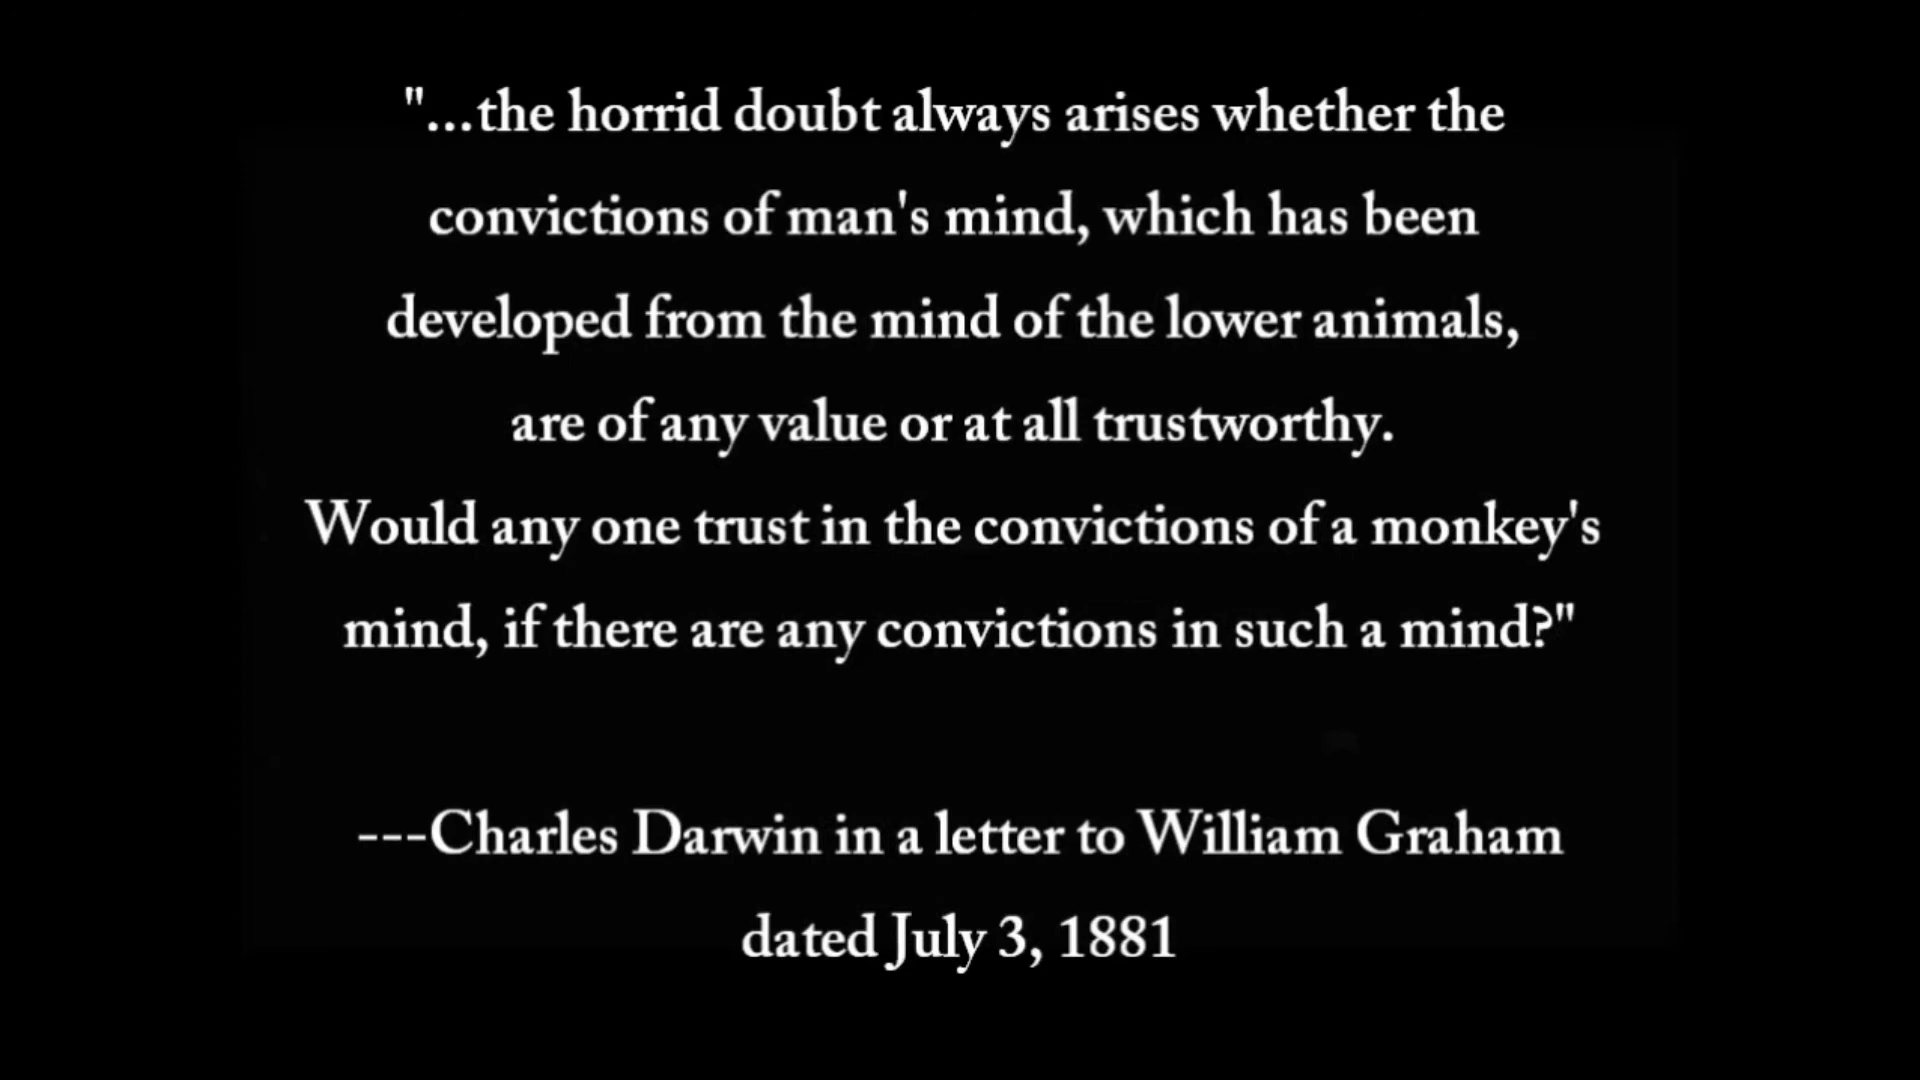 "...the horrid doubt always arises whether the
convictions of man's mind, which has been
developed from the mind of the lower animals,
are of any value or at all trustworthy.
Would any one trust in the convictions of a monkey's
mind, if there are any convictions in such a mind?"
---Charles Darwin in a letter to William Graham
dated July 3, 1881